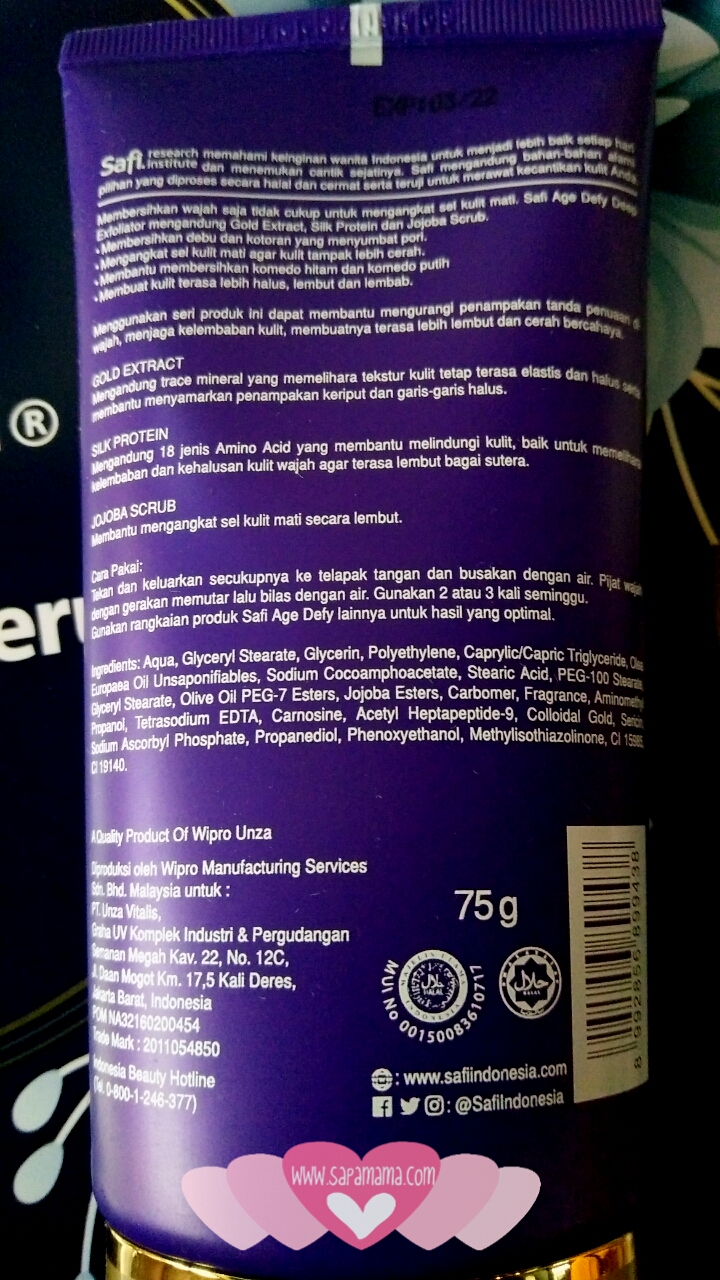 EXP:03/22
Safi. research institute memahami keinginan wanita Indonesia untuk menjadi lebih baik setiap hari
dan menemukan cantik sejatinya. Safi mengandung bahan-bahan alami
pilihan yang diproses secara halal dan cermat serta teruji untuk merawat kecantikan kulit Anda.
Membersihkan wajah saja tidak cukup untuk mengangkat sel kulit mati. Safi Age Defy Deep
Exfoliator mengandung Gold Extract, Silk Protein dan Jojoba Scrub.
• Membersihkan debu dan kotoran yang menyumbat pori.
• Mengangkat sel kulit mati agar kulit tampak lebih cerah.
• Membantu membersihkan komedo hitam dan komedo putih
• Membuat kulit terasa lebih halus, lembut dan lembab.
Menggunakan seri produk ini dapat membantu mengurangi penampakan tanda penuaan di
wajah, menjaga kelembaban kulit, membuatnya terasa lebih lembut dan cerah bercahaya.
GOLD EXTRACT
Mengandung trace mineral yang memelihara tekstur kulit tetap terasa elastis dan halus serta
membantu menyamarkan penampakan keriput dan garis-garis halus.
SILK PROTEIN
Mengandung 18 jenis Amino Acid yang membantu melindungi kulit, baik untuk memelihara
kelembaban dan kehalusan kulit wajah agar terasa lembut bagai sutera.
JOJOBA SCRUB
Membantu mengangkat sel kulit mati secara lembut.
Cara Pakai:
Tekan dan keluarkan secukupnya ke telapak tangan dan busakan dengan air. Pijat wajah
dengan gerakan memutar lalu bilas dengan air. Gunakan 2 atau 3 kali seminggu.
Gunakan rangkaian produk Safi Age Defy lainnya untuk hasil yang optimal.
Ingredients: Aqua, Glyceryl Stearate, Glycerin, Polyethylene, Caprylic/Capric Triglyceride, Olea
Europaea Oil Unsaponifiables, Sodium Cocoamphoacetate, Stearic Acid, PEG-100 Stearate,
Glyceryl Stearate, Olive Oil PEG-7 Esters, Jojoba Esters, Carbomer, Fragrance, Aminomethyl
Propanol, Tetrasodium EDTA, Carnosine, Acetyl Heptapeptide-9, Colloidal Gold, Sericin,
Sodium Ascorbyl Phosphate, Propanediol, Phenoxyethanol, Methylisothiazolinone, CI 15985,
CI 19140.
A Quality Product Of Wipro Unza
Diproduksi oleh Wipro Manufacturing Services
Sdn. Bhd. Malaysia untuk :
PT. Unza Vitalis,
Graha UV Komplek Industri & Pergudangan
Semanan Megah Kav. 22, No. 12C,
Jl. Daan Mogot Km. 17,5 Kali Deres,
Jakarta Barat, Indonesia
POM NA32160200454
Trade Mark : 2011054850
Indonesia Beauty Hotline
(Tel. 0-800-1-246-377)
75g
MAJELIS ULAMA INDONESIA
حلال
HALAL
MUI No 00150083610717
حلال
HALAL
8 992856 899438
: www.safiindonesia.com
: @SafiIndonesia
®
eru
www.sapamama.com